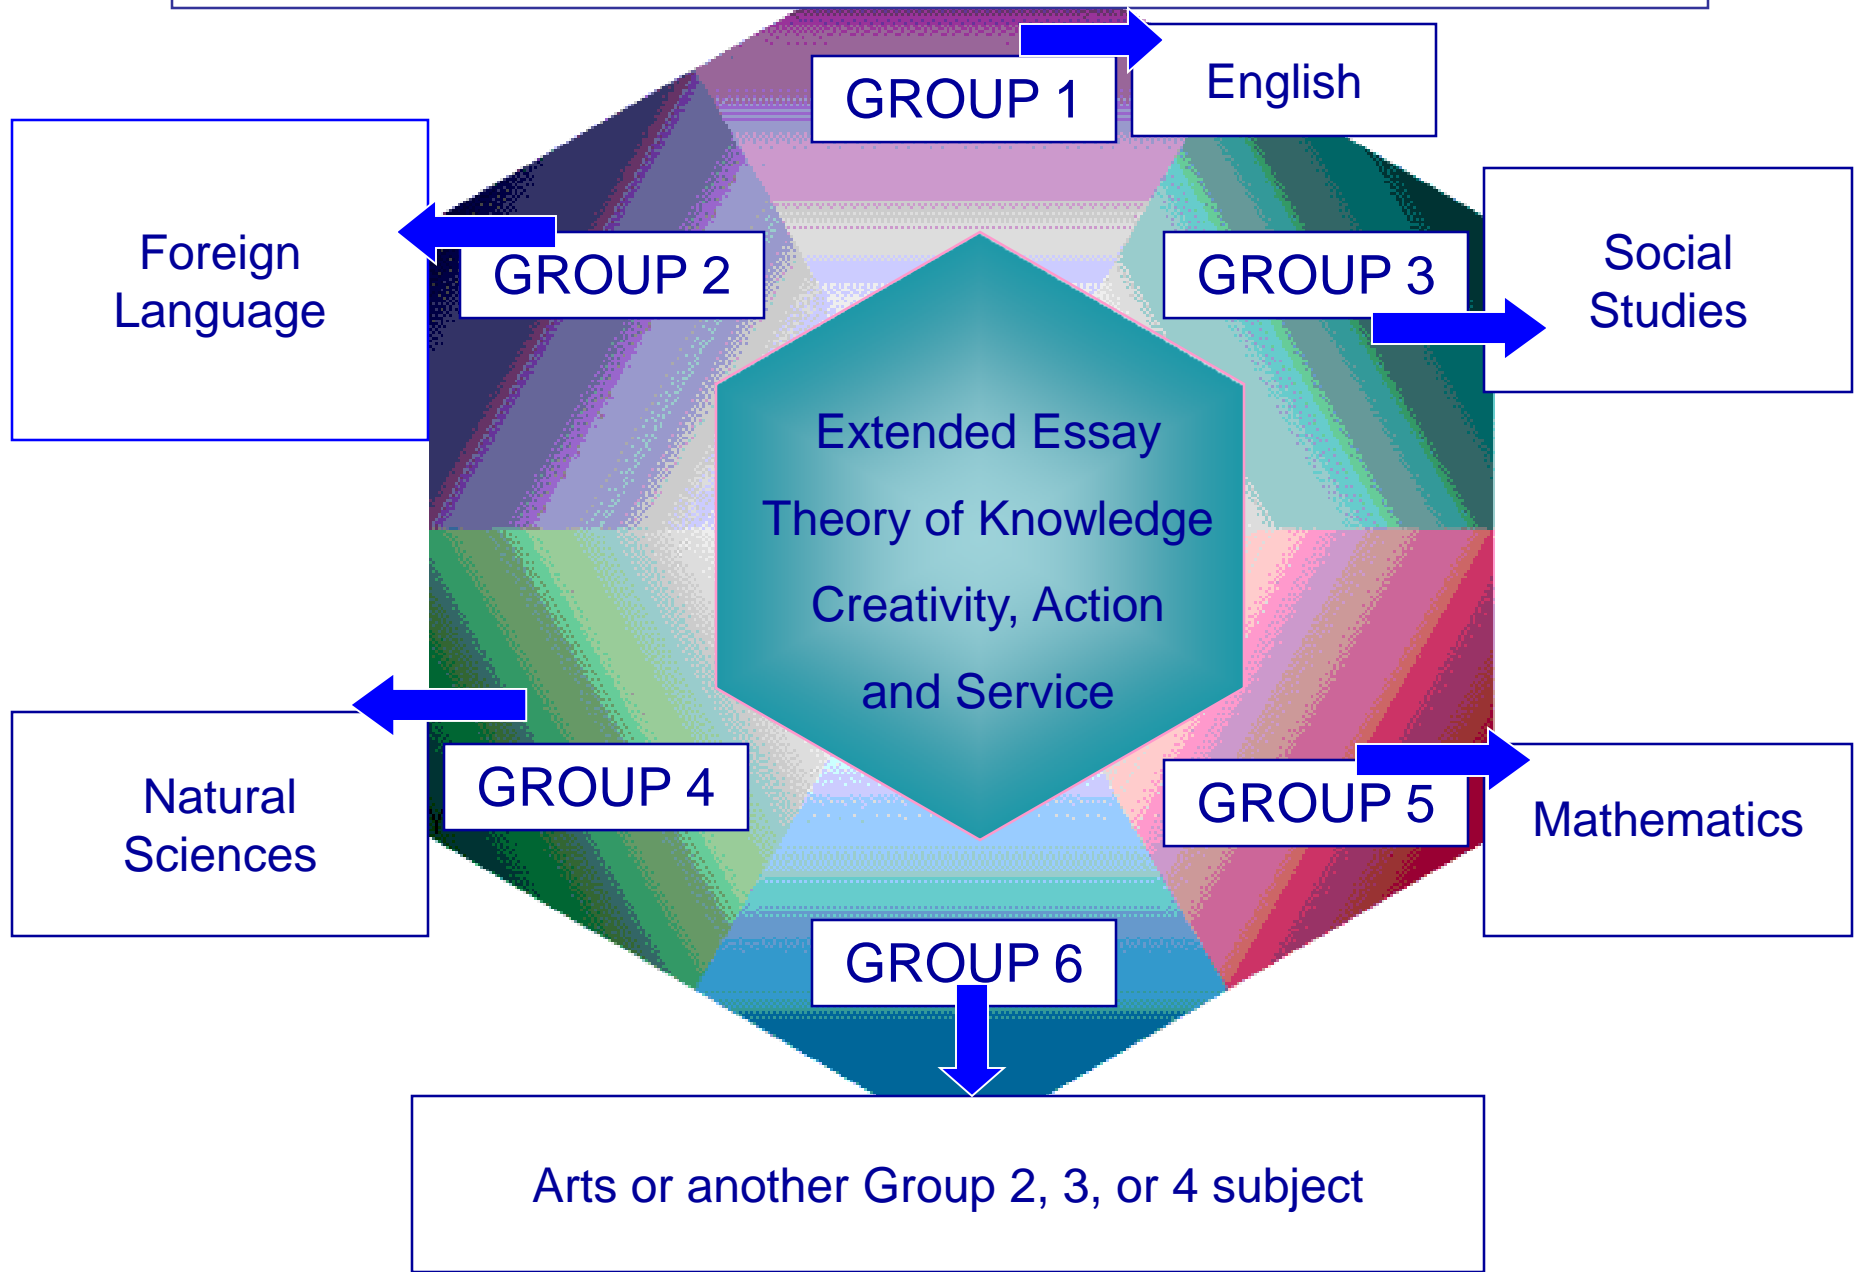 GROUP 1
English
Foreign
Language
GROUP 2
GROUP 3
Social
Studies
Extended Essay
Theory of Knowledge
Creativity, Action
and Service
Natural
Sciences
GROUP 4
GROUP 5
Mathematics
GROUP 6
Arts or another Group 2, 3, or 4 subject